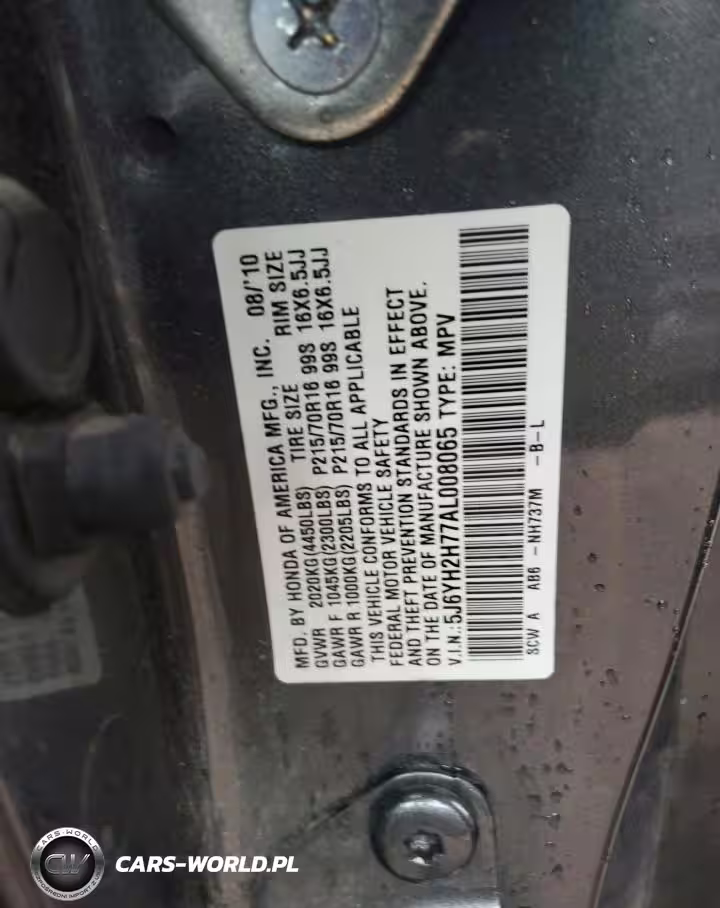 MFD. BY HONDA OF AMERICA MFG., INC. 08/'10
GVWR 2020KG(4450LBS) TIRE SIZE RIM SIZE
GAWR F 1045KG(2300LBS) P215/70R16 99S 16X6.5JJ
GAWR R 1000KG(2205LBS) P215/70R16 99S 16X6.5JJ
THIS VEHICLE CONFORMS TO ALL APPLICABLE
FEDERAL MOTOR VEHICLE SAFETY
AND THEFT PREVENTION STANDARDS IN EFFECT
ON THE DATE OF MANUFACTURE SHOWN ABOVE.
V.I.N.:5J6YH2H77AL008065 TYPE: MPV
SCW A AB6 -NH737M -B-L
CARS-WORLD
CW
CARS-WORLD.PL